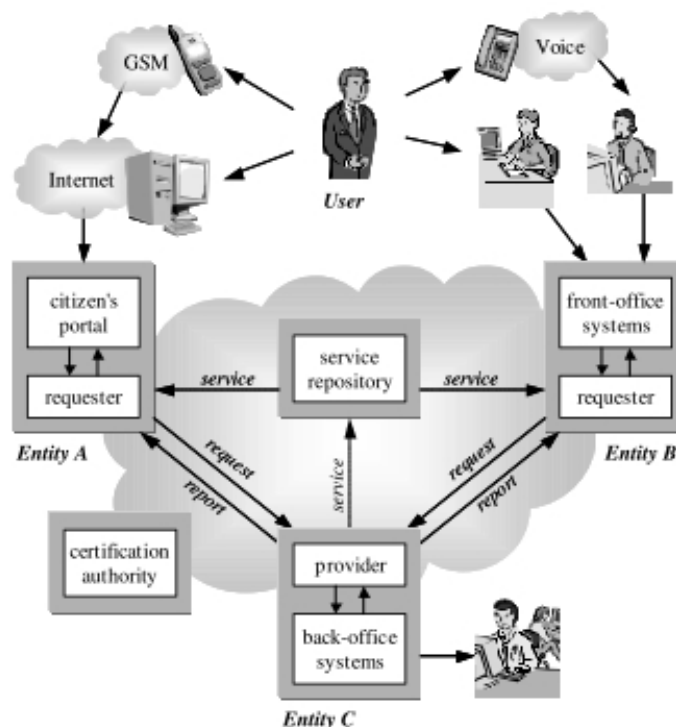 GSM
Voice
Internet
User
citizen's
portal
requester
Entity A
service
repository
service
service
front-office
systems
requester
Entity B
request
report
service
request
report
certification
authority
provider
back-office
systems
Entity C